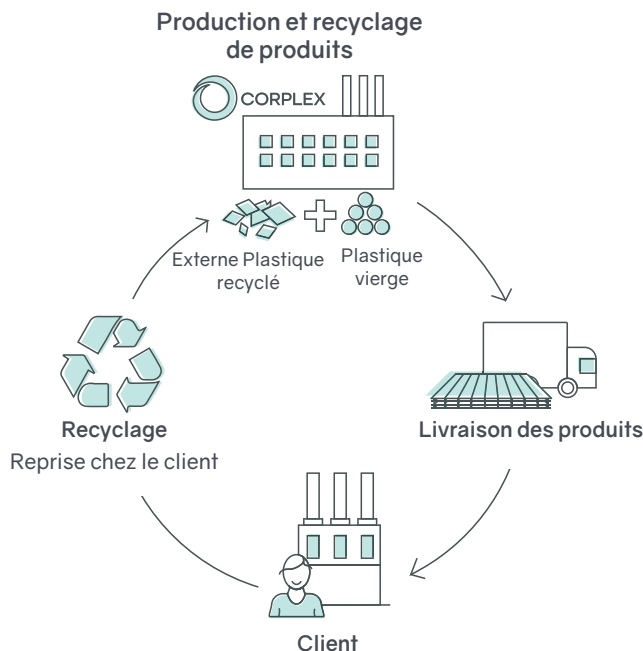 Production et recyclage
de produits
CORPLEX
Externe Plastique
recyclé
Plastique
vierge
Recyclage
Reprise chez le client
Livraison des produits
Client